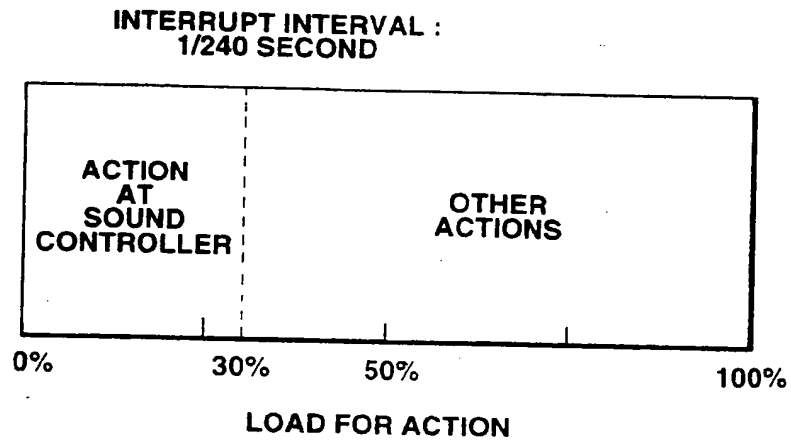 INTERRUPT INTERVAL :
1/240 SECOND
ACTION
AT
SOUND
CONTROLLER
OTHER
ACTIONS
0%
30%
50%
100%
LOAD FOR ACTION